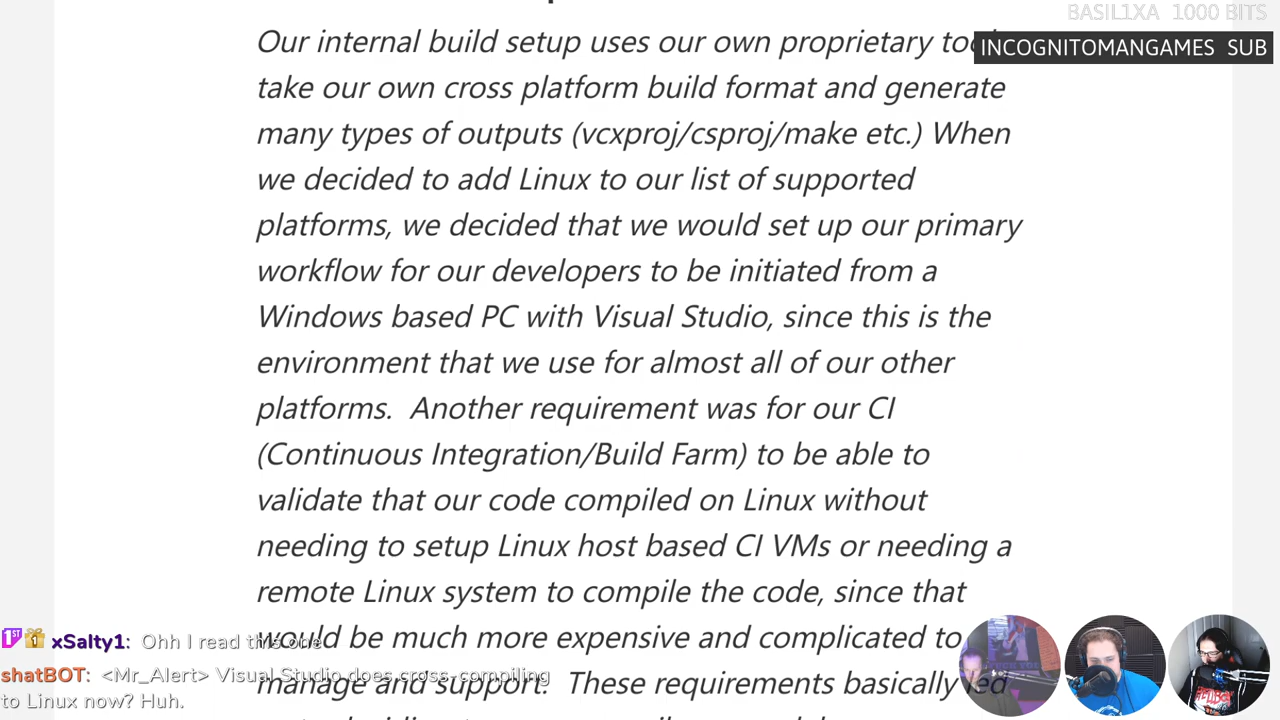 BASIL1XA 1000 BITS
INCOGNITOMANGAMES SUB
Our internal build setup uses our own proprietary
take our own cross platform build format and generate
many types of outputs (vcxproj/csproj/make etc.) When
we decided to add Linux to our list of supported
platforms, we decided that we would set up our primary
workflow for our developers to be initiated from a
Windows based PC with Visual Studio, since this is the
environment that we use for almost all of our other
platforms. Another requirement was for our CI
(Continuous Integration/Build Farm) to be able to
validate that our code compiled on Linux without
needing to setup Linux host based CI VMs or needing a
remote Linux system to compile the code, since that
would be much more expensive and complicated to
manage and support. These requirements basically led
1ST 1 xSalty1: Ohh I read this one
shatBOT: <Mr_Alert> Visual Studio does cross-compiling
to Linux now? Huh.